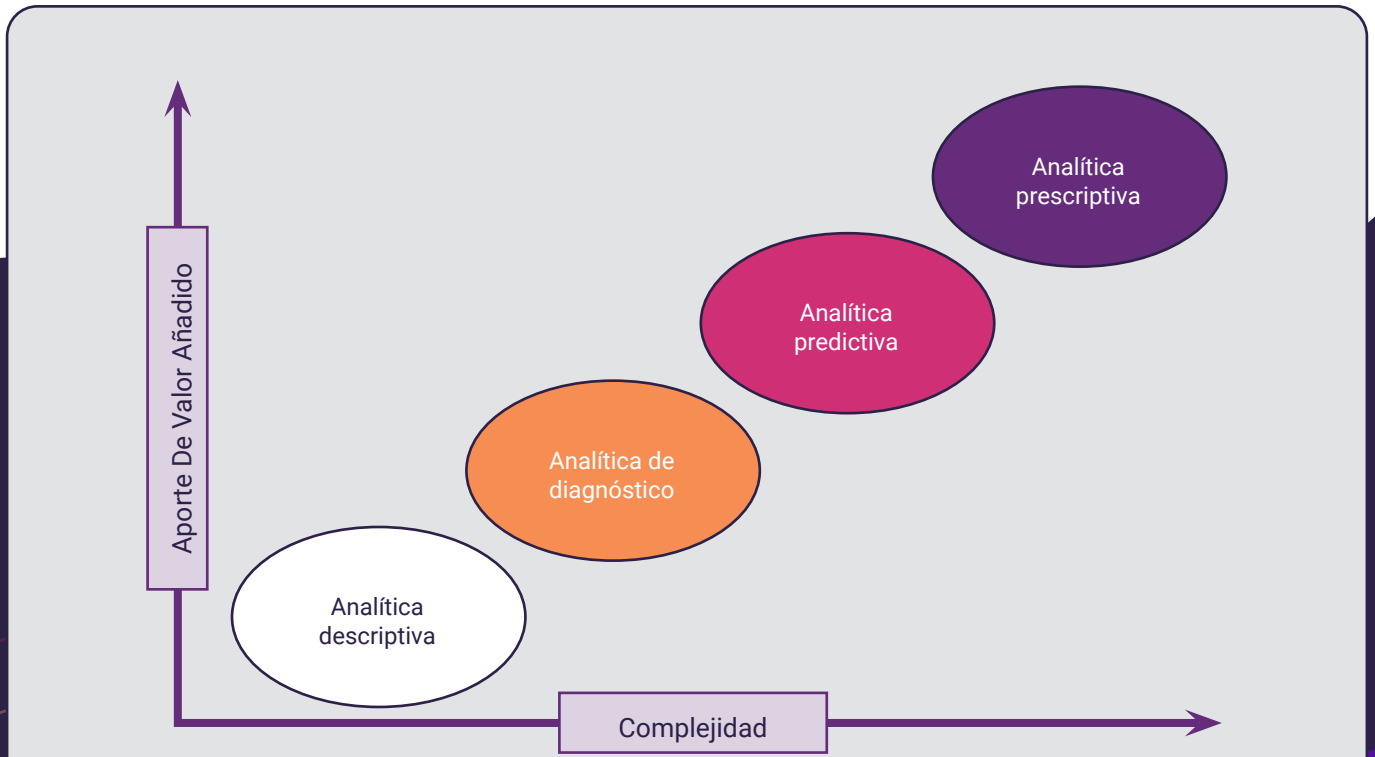 Analítica
prescriptiva
Analítica
predictiva
Aporte De Valor Añadido
Analítica de
diagnóstico
Analítica
descriptiva
Complejidad